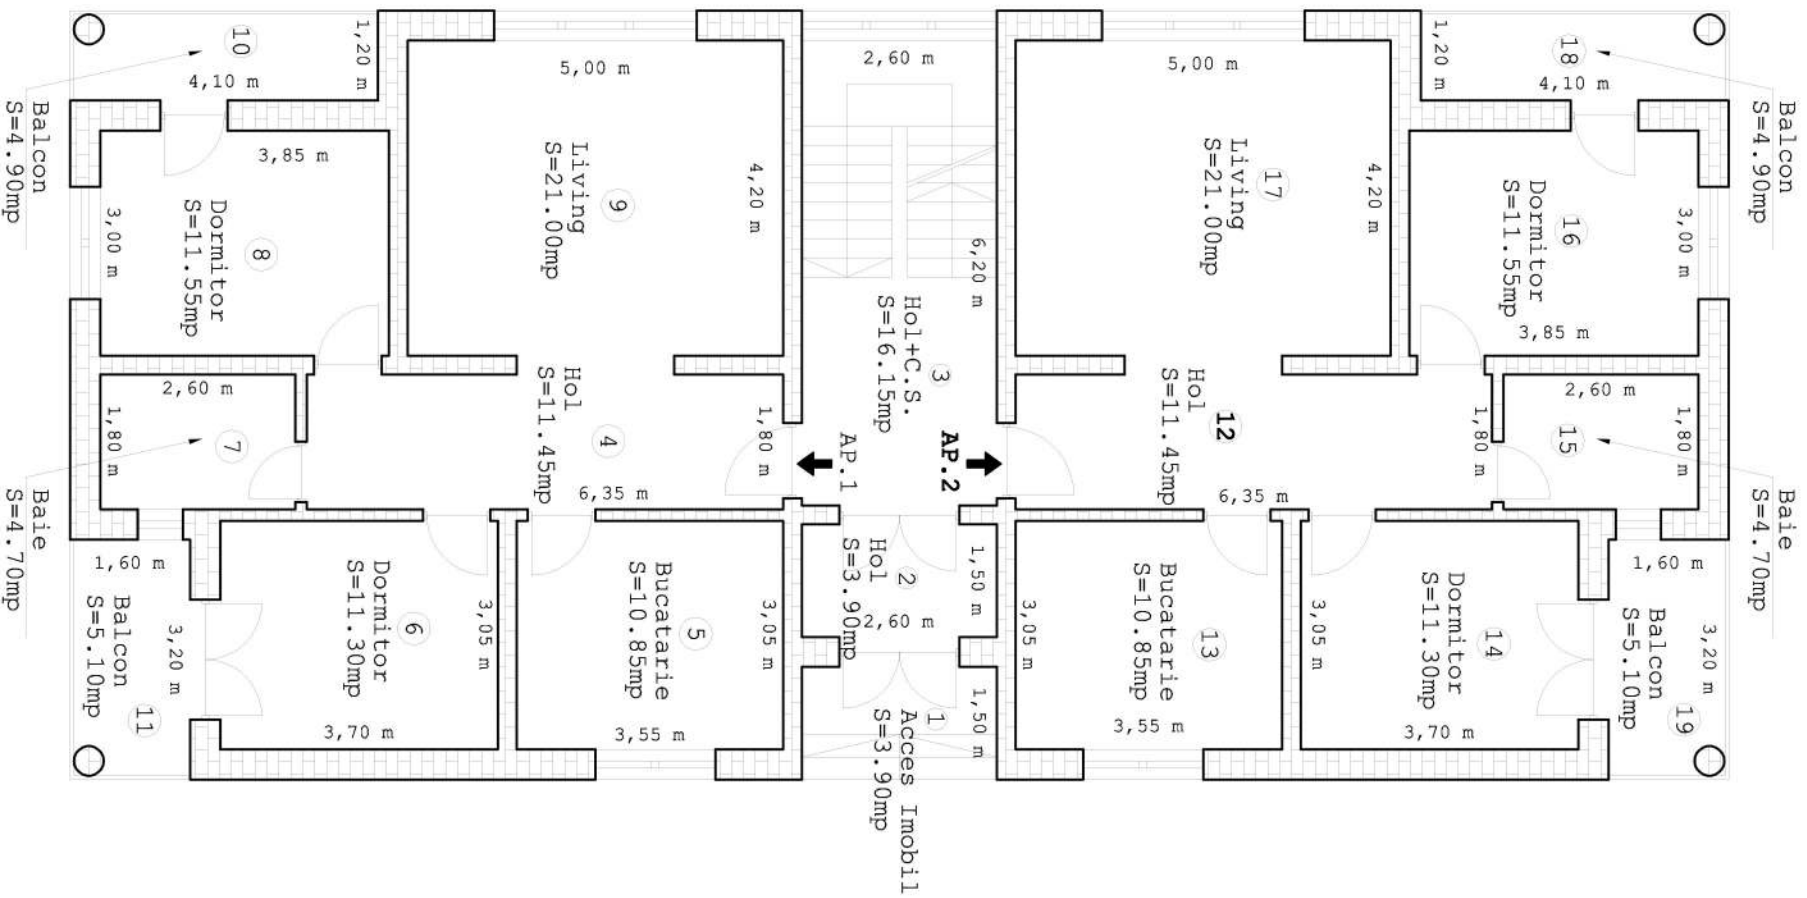 10
1,20 m
4,10 m
Balcon
S=4.90mp
3,85 m
3,00 m
8
Dormitor
S=11.55mp
5,00 m
Living
S=21.00mp
9
4,20 m
2,60 m
6,20 m
Hol+C.S.
S=16.15mp
3
5,00 m
Living
S=21.00mp
17
4,20 m
1,20 m
18
4,10 m
Balcon
S=4.90mp
16
Dormitor
S=11.55mp
3,00 m
3,85 m
2,60 m
1,80 m
7
Baie
S=4.70mp
Hol
S=11.45mp
4
1,80 m
6,35 m
AP.1
AP.2
Hol
S=11.45mp
12
1,80 m
6,35 m
2,60 m
1,80 m
15
Baie
S=4.70mp
1,60 m
Balcon
S=5.10mp
3,20 m
11
Dormitor
S=11.30mp
6
3,05 m
3,70 m
Bucatarie
S=10.85mp
5
3,05 m
3,55 m
Hol
S=3.90mp
2
1,50 m
2,60 m
1
1,50 m
Acces Imobil
S=3.90mp
3,05 m
Bucatarie
S=10.85mp
13
3,55 m
3,05 m
Dormitor
S=11.30mp
14
3,70 m
1,60 m
Balcon
S=5.10mp
3,20 m
19